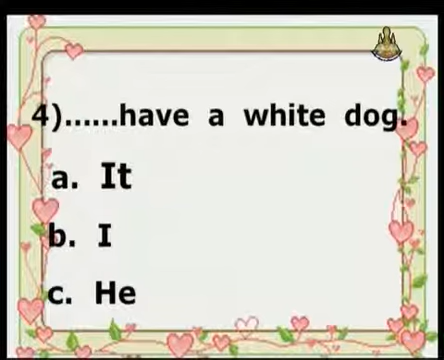 4)......have a white dog.
a. It
b. I
c. He